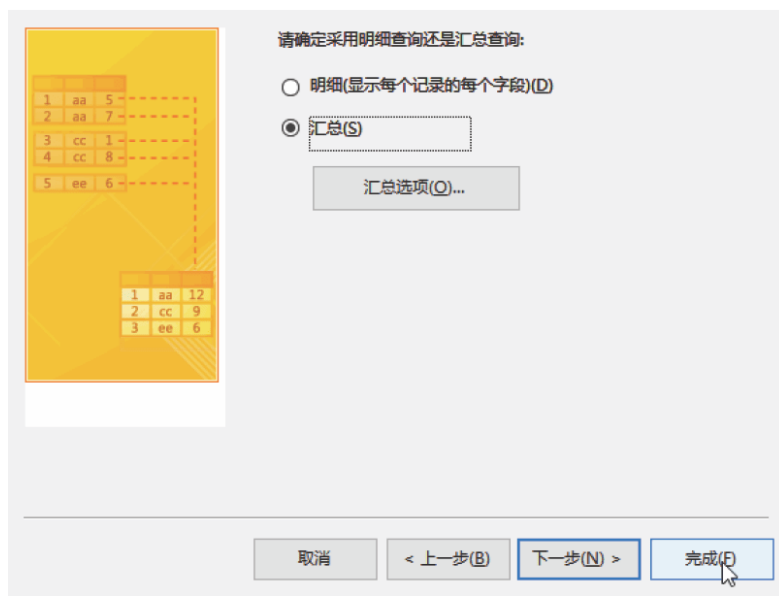 请确定采用明细查询还是汇总查询:
明细(显示每个记录的每个字段)(D)
汇总(S)
汇总选项(O)...
1 aa 5
2 aa 7
3 cc 1
4 cc 8
5 ee 6
1 aa 12
2 cc 9
3 ee 6
取消
< 上一步(B)
下一步(N) >
完成(F)